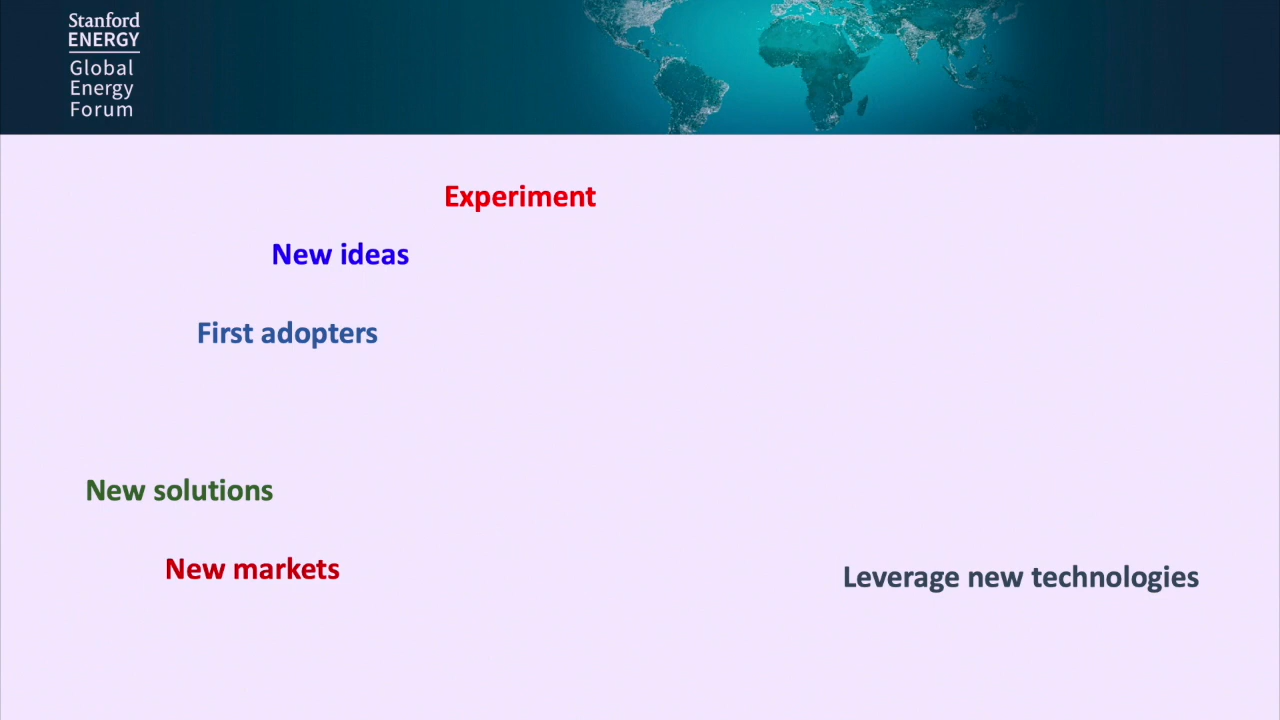 Stanford
ENERGY
Global
Energy
Forum
Experiment
New ideas
First adopters
New solutions
New markets
Leverage new technologies